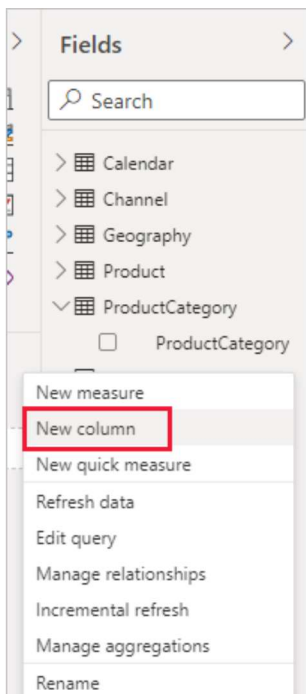 Fields
Search
Calendar
Channel
Geography
Product
ProductCategory
ProductCategory
New measure
New column
New quick measure
Refresh data
Edit query
Manage relationships
Incremental refresh
Manage aggregations
Rename